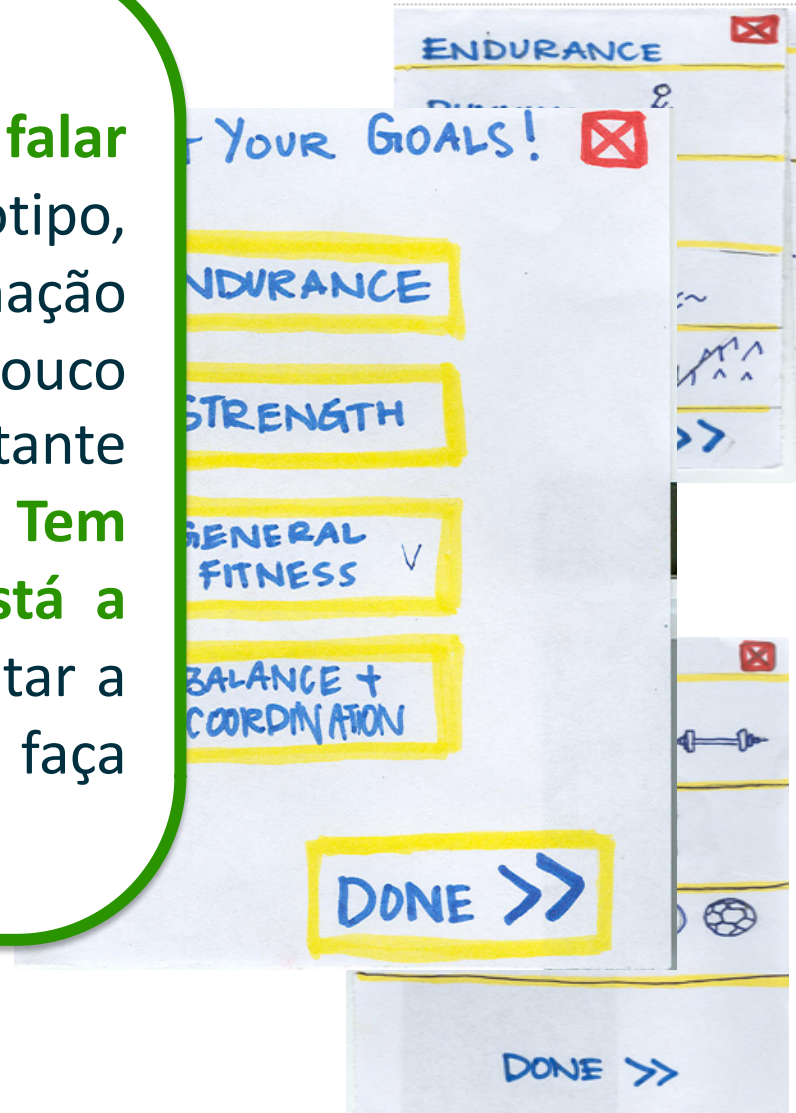 falar
otipo,
nação
ouco
tante
Tem
stá a
tar a
faça
YOUR GOALS!
NDURANCE
STRENGTH
GENERAL
FITNESS
BALANCE +
COORDINATION
DONE >>
ENDURANCE
>>
DONE >>